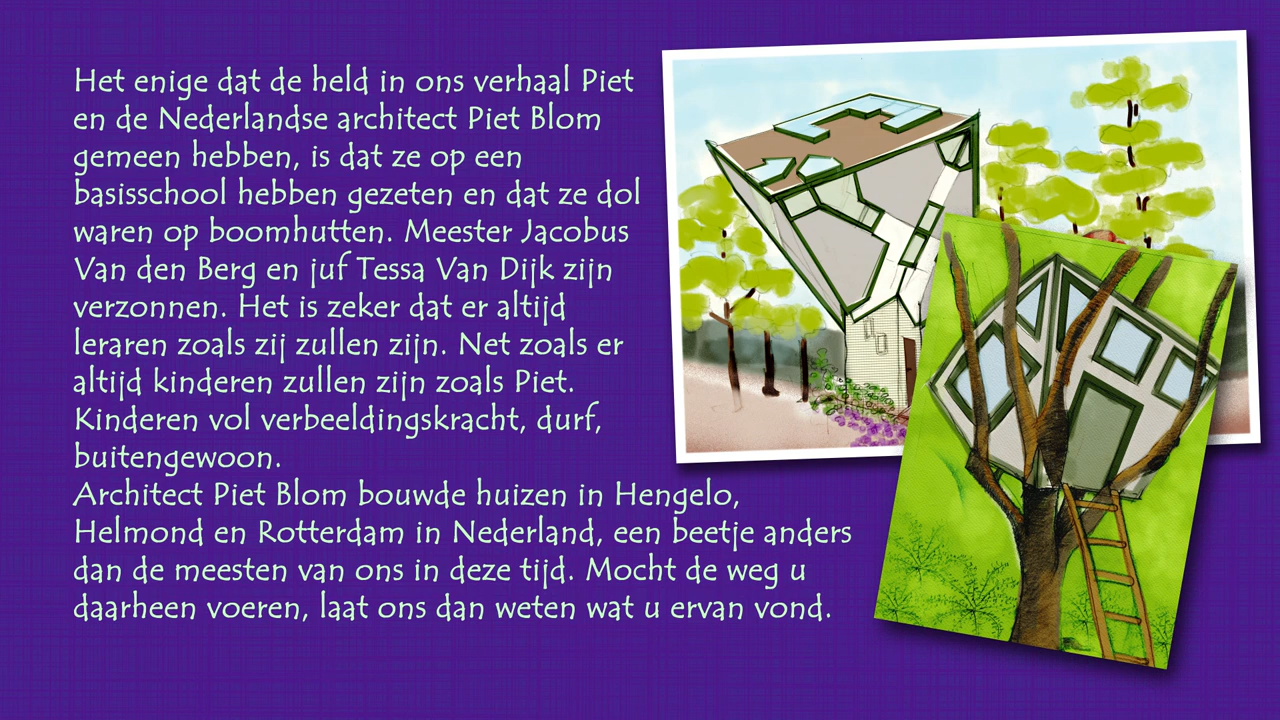 Het enige dat de held in ons verhaal Piet
en de Nederlandse architect Piet Blom
gemeen hebben, is dat ze op een
basisschool hebben gezeten en dat ze dol
waren op boomhutten. Meester Jacobus
Van den Berg en juf Tessa Van Dijk zijn
verzonnen. Het is zeker dat er altijd
leraren zoals zij zullen zijn. Net zoals er
altijd kinderen zullen zijn zoals Piet.
Kinderen vol verbeeldingskracht, durf,
buitengewoon.
Architect Piet Blom bouwde huizen in Hengelo,
Helmond en Rotterdam in Nederland, een beetje anders
dan de meesten van ons in deze tijd. Mocht de weg u
daarheen voeren, laat ons dan weten wat u ervan vond.